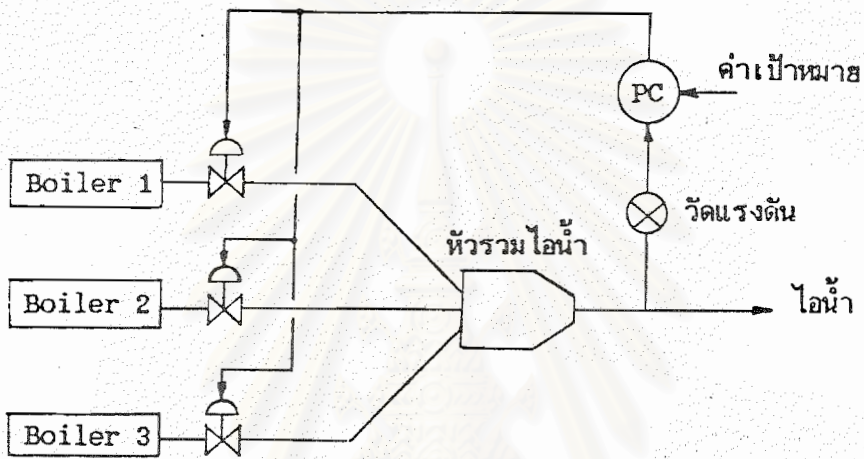 PC
ค่าเป้าหมาย
Boiler 1
วัดแรงดัน
หัวรวมไอน้ำ
Boiler 2
ไอน้ำ
Boiler 3